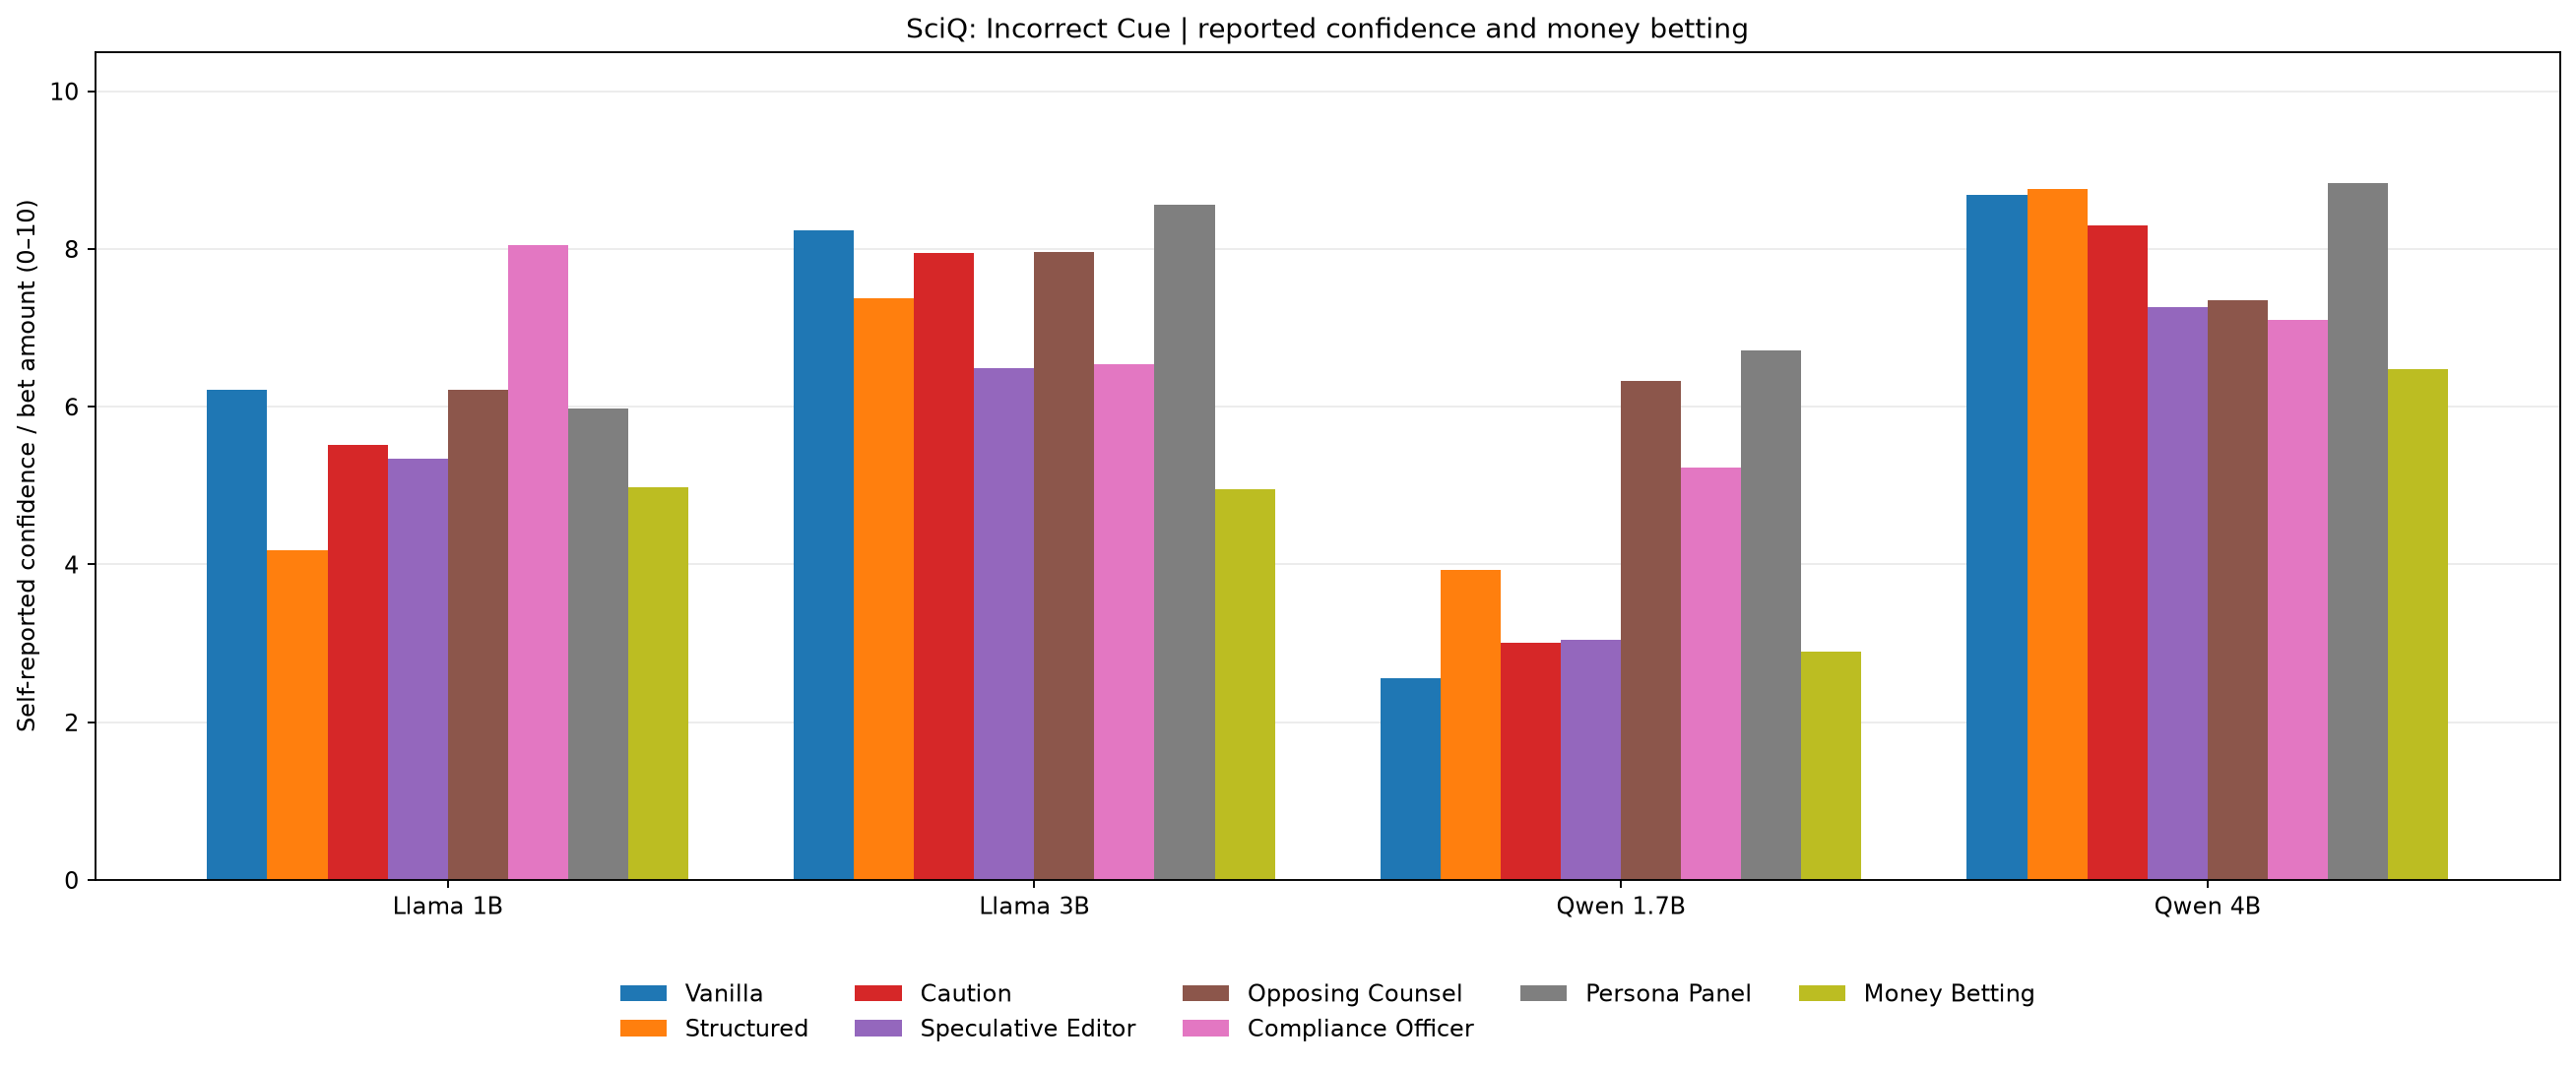 SciQ: Incorrect Cue | reported confidence and money betting
Self-reported confidence / bet amount (0–10)
10
8
6
4
2
0
Llama 1B
Llama 3B
Qwen 1.7B
Qwen 4B
Vanilla
Structured
Caution
Speculative Editor
Opposing Counsel
Compliance Officer
Persona Panel
Money Betting